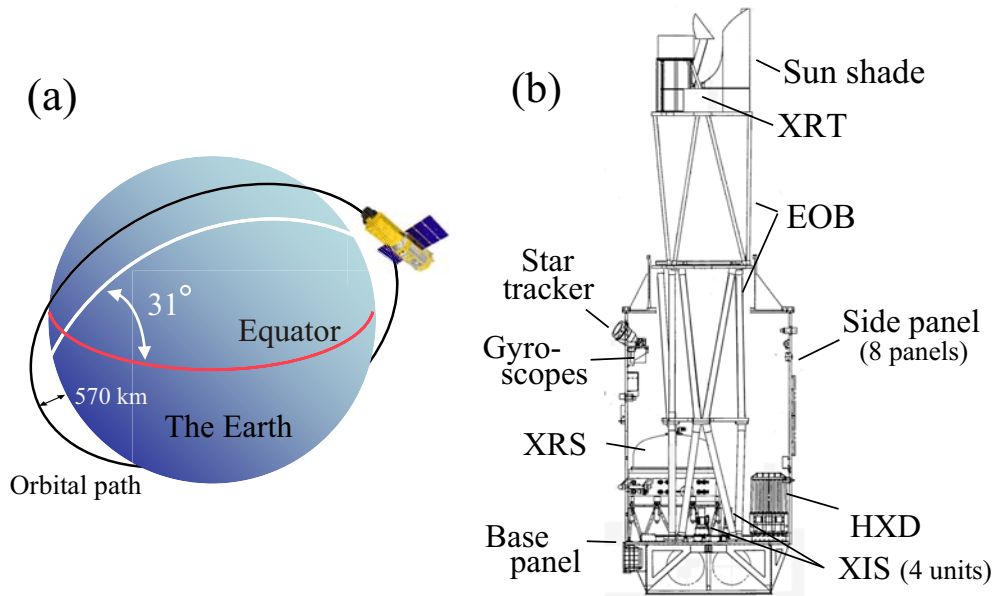 (a)
31°
Equator
570 km
The Earth
Orbital path
(b)
Sun shade
XRT
EOB
Star
tracker
Gyro-
scopes
Side panel
(8 panels)
XRS
HXD
Base
panel
XIS (4 units)